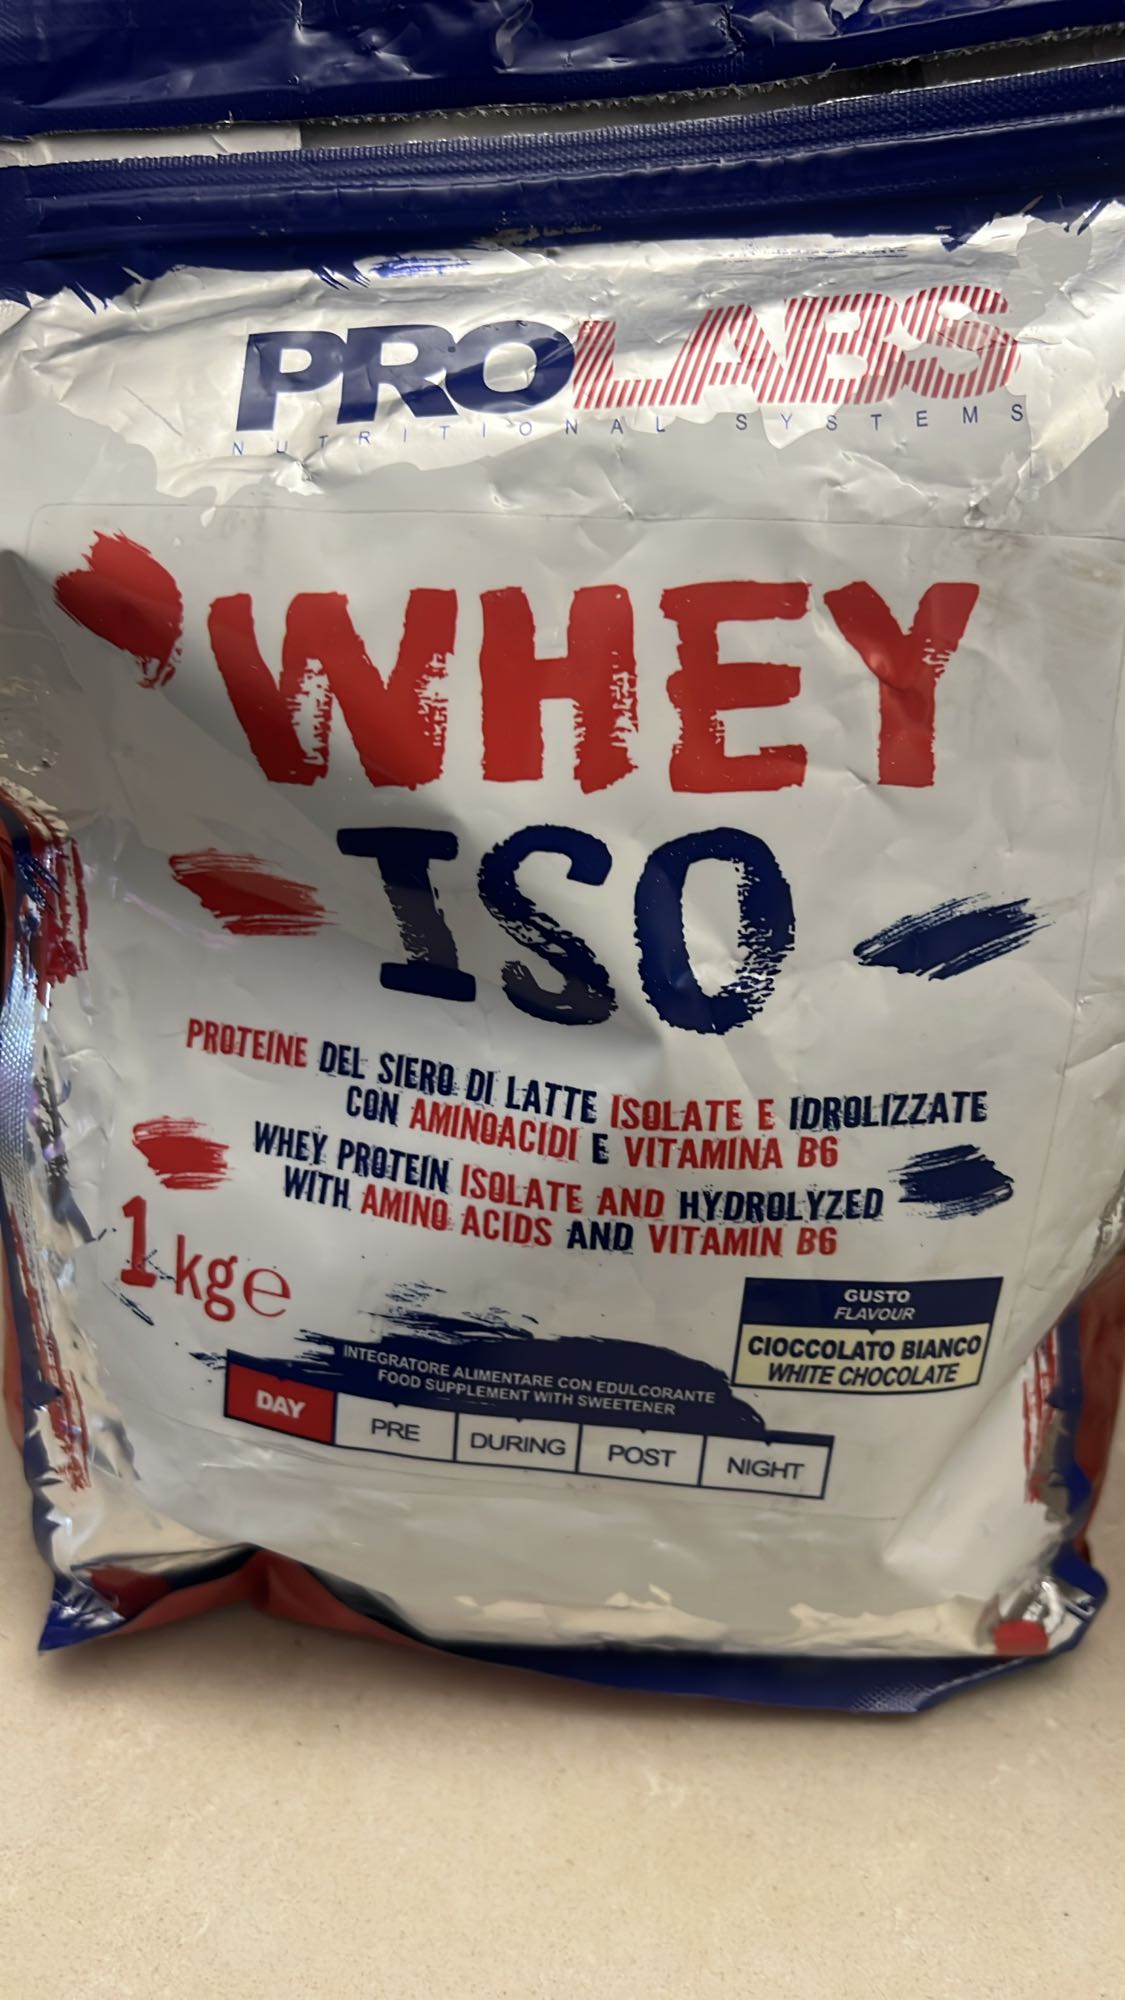 PROLABS
NUTRITIONAL SYSTEMS
WHEY
ISO
PROTEINE DEL SIERO DI LATTE ISOLATE E IDROLIZZATE
CON AMINOACIDI E VITAMINA B6
WHEY PROTEIN ISOLATE AND HYDROLYZED
WITH AMINO ACIDS AND VITAMIN B6
1 kg e
GUSTO
FLAVOUR
CIOCCOLATO BIANCO
WHITE CHOCOLATE
INTEGRATORE ALIMENTARE CON EDULCORANTE
FOOD SUPPLEMENT WITH SWEETENER
DAY PRE DURING POST NIGHT